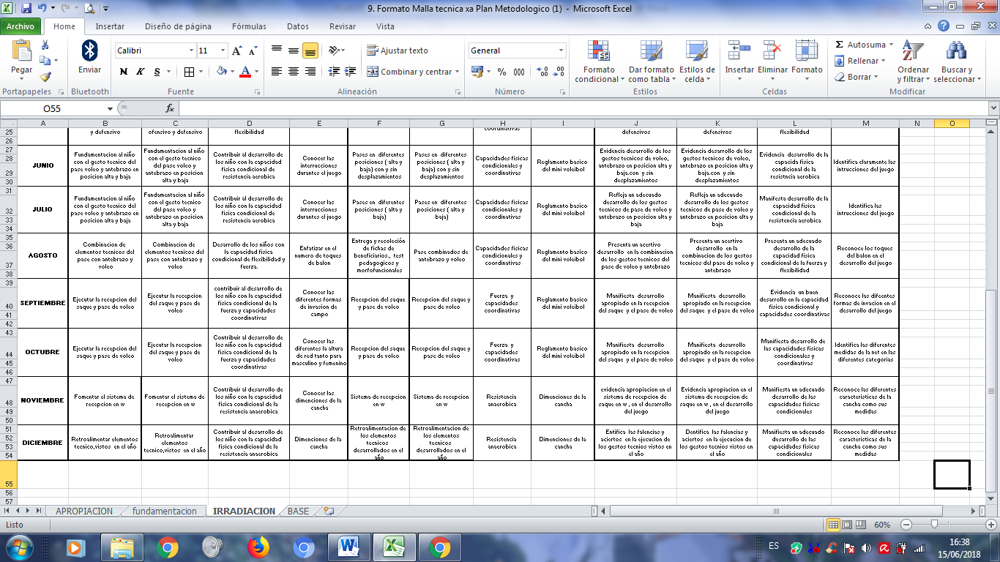 9. Formato Malla tecnica xa Plan Metodologico (1) - Microsoft Excel
Archivo Home Insertar Diseño de página Fórmulas Datos Revisar Vista
Pegar
Portapapeles
Enviar
Bluetooth
Calibri 11
N K S
Fuente
Ajustar texto
Combinar y centrar
Alineación
General
% 000
Número
Formato condicional
Dar formato como tabla
Estilos de celda
Estilos
Insertar Eliminar Formato
Celdas
Autosuma
Rellenar
Borrar
Ordenar y filtrar
Buscar y seleccionar
Modificar
O55 fx
A B C D E F G H I J K L M N O
25 y defensivo ofensivo y defensivo flexibilidad coordinativas defensivos defensivos flexibilidad
26
27
28
29
30
JUNIO
Fundamentacion al niño
con el gesto tecnico del
pase voleo y antebrazo en
posicion alta y baja
Fundamentacion al niño
con el gesto tecnico del
pase voleo y
antebrazo en posicion
alta y baja
Contribuir al desarrollo de
los niño con la capacidad
fisica condicional de
resistencia aerobica
Conocer las
interrucciones
durantes el juego
Pases en diferentes
posiciones ( alta y
baja) con y sin
desplazamientos
Pases en diferentes
posiciones ( alta y
baja) con y sin
desplazamientos
Capacidades fisicas
condicionales y
coordinativas
Reglamento basico
del mini voleibol
Evidencia desarrollo de los
gestos tecnicos de voleo,
antebrazo en posicion alta y
baja.con y sin
desplazamientos
Evidencia desarrollo de los
gestos tecnicos de voleo,
antebrazo en posicion alta y
baja.con y sin
desplazamientos
Evidencia desarrollo de la
capacida fisica
condicional de la
resistncia aerobica
Identifica claramente las
intrucciones del juego
31
32
33
34
JULIO
Fundamentacion al niño
con el gesto tecnico del
pase voleo y antebrazo en
posicion alta y baja
Fundamentacion al niño
con el gesto tecnico del
pase voleo y
antebrazo en posicion
alta y baja
Contribuir al desarrollo de
los niño con la capacidad
fisica condicional de
resistencia aerobica
Conocer las
interrucciones
durantes el juego
Pases en diferentes
posiciones ( alta y
baja)
Pases en diferentes
posiciones ( alta y
baja)
Capacidades fisicas
condicionales y
coordinativas
Reglamento basico
del mini voleibol
Refleja un adecuado
desarrollo de los gestos
tecnicos de pase de voleo y
antebrazo en posicion alta y
baja
Refleja un adecuado
desarrollo de los gestos
tecnicos de pase de voleo y
antebrazo en posicion alta y
baja
Manifesta desarrollo de la
capacidad fisica
condicional de la
resistencia aerobica
Identifica las
intrucciones del juego
35
36
37
38
AGOSTO
Combinacion de
elementos tecnicos del
pase con antebrazo y
voleo
Combinacion de
elementos tecnicos del
pase con antebrazo y
voleo
Desarrollo de los niños con
la capacidad fisica
condicional de flexibilidad y
fuerza.
Enfatizar en el
numero de toques
de balon
Entrega y recoleción
de fichas de
beneficiarios., test
pedagogicos y
morfofuncionales
Pase combinados de
antebrazo y voleo
Capacidades fisicas
condicionales y
coordinativas
Reglamento basico
del mini voleibol
Presenta un acertivo
desarrollo en la combinacion
de los gestos tecnicos del
pase de voleo y antebrazo
Presenta un acertivo
desarrollo en la
combinacion de los gestos
tecnicos del pase de voleo y
antebrazo
Presenta un adecuado
desarrollo de la
capacidad fisica
condicional de la fuerza y
flexibilidad
Reconoce los toques
del balon en el
desarrollo del juego
39
40
41
42
SEPTIEMBRE
Ejecutar la recepcion del
saque y pase de voleo
Ejecutar la recepcion
del saque y pase de
voleo
contribuir al desarrollo de
los niño con la capacidad
fisica condicional de la
fuerza y capacidades
coordinativas
Conocer las
diferentes formas
de invasion de
campo
Recepcion del saque
y pase de voleo
Recepcion del saque y
pase de voleo
Fuerza y
capacidades
coordinativas
Reglamento basico
del mini voleibol
Manifiesta desarrollo
apropiado en la recepcion
del saque y el pase de voleo
Manifiesta desarrollo
apropiado en la recepcion
del saque y el pase de voleo
Evidencia un buen
desarrollo en la capacidad
fisica condicional y
capacidades coordinativas
Reconoce las difentes
formas de invacion en el
desarrollo del juego
43
44
45
46
OCTUBRE
Ejecutar la recepcion del
saque y pase de voleo
Ejecutar la recepcion
del saque y pase de
voleo
Contribuir al desarrollo de
los niño con la capacidad
fisica condicional de la
fuerza y capacidades
coordinativas
Conocer las
diferentes la altura
de red tanto para
masculino y femenino
Recepcion del saque
y pase de voleo
Recepcion del saque y
pase de voleo
Fuerza y
capacidades
coordinativas
Reglamento basico
del mini voleibol
Manifiesta desarrollo
apropiado en la recepcion
del saque y el pase de voleo
Manifiesta desarrollo
apropiado en la recepcion
del saque y el pase de voleo
Manifiesta desarrollo de
las capacidades fisicas
condicionales y
coordinativas
Identifica las diferentes
medidas de la net en las
diferentes categorias
47
48
49
50
NOVIEMBRE
Fomentar el sistema de
recepcion en w
Fomentar el sistema de
recepcion en w
Contribuir al desarrollo de
los niño con la capacidad
fisica condicional de la
resistencia anaerobica
Conocer las
dimenciones de la
cancha
Sistema de recepcion
en w
Sistema de recepcion
en w
Resistencia
anaerobica
Dimenciones de la
cancha
evidencia apropiacion en el
sistema de recepcion de
saque en w , en el desarrollo
del juego
Evidencia apropiacion en el
sistema de recepcion de
saque en w , en el desarrollo
del juego
Manifiesta un adecuado
desarrollo de las
capacidades fisicas
condicionales
Reconoce las diferentes
caracteristicas de la
cancha como sus
medidas
51
52
53
54
DICIEMBRE
Retroalimentar elementos
tecnico,vistos en el año
Retroalimentar
elementos
tecnico,vistos en el año
Contribuir al desarrollo de
los niño con la capacidad
fisica condicional de la
resistencia anaerobica
Dimenciones de la
cancha
Retroalimentacion de
los elementos
tecnicos
desarrollados en el
año
Retroalimentacion de
los elementos
tecnicos
desarrollados en el
año
Resistencia
anaerobica
Dimenciones de la
cancha
Entifica las falencias y
aciertos en la ejecucion de
los gestos tecnios vistos en
el año
Dentifica las falencias y
aciertos en la ejecucion de
los gestos tecnios vistos en
el año
Manifiesta un adecuado
desarrollo de las
capacidades fisicas
condicionales
Reconoce las diferentes
caracteristicas de la
cancha como sus
medidas
55
56
57
APROPIACION fundamentacion IRRADIACION BASE
Listo 60%
ES 16:38
15/06/2018